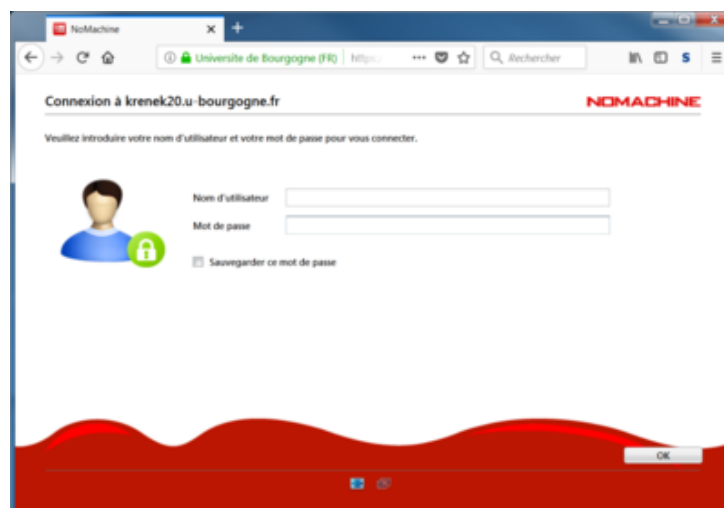 NoMachine
Universite de Bourgogne (FR) https:/
Rechercher
S
Connexion à krenek20.u-bourgogne.fr
NOMACHINE
Veuillez introduire votre nom d'utilisateur et votre mot de passe pour vous connecter.
Nom d'utilisateur
Mot de passe
Sauvegarder ce mot de passe
OK